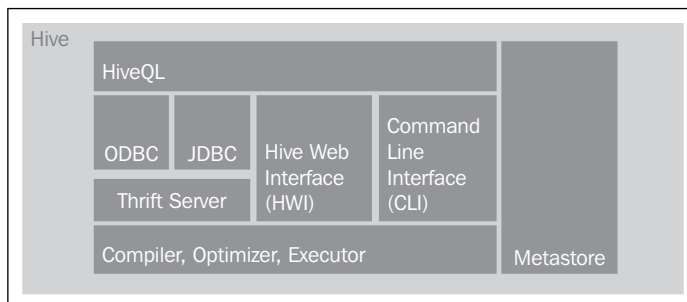 Hive
HiveQL
ODBC
JDBC
Hive Web
Interface
(HWI)
Command
Line
Interface
(CLI)
Thrift Server
Compiler, Optimizer, Executor
Metastore